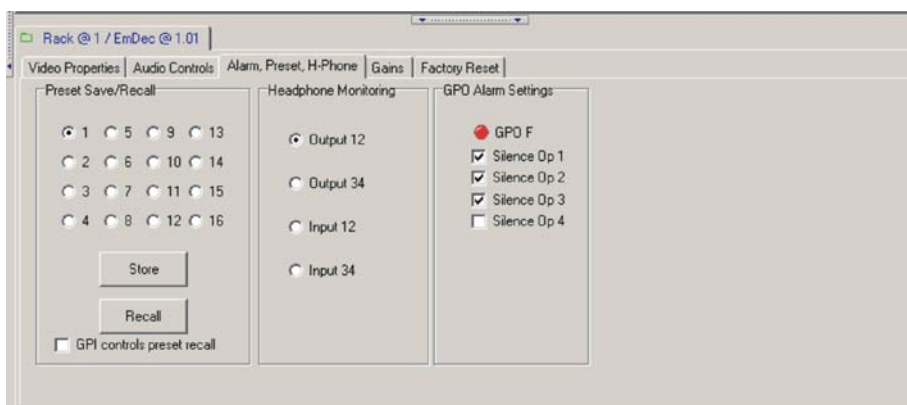 Rack @ 1 / EmDec @ 1.01
Video Properties Audio Controls Alarm, Preset, H-Phone Gains Factory Reset
Preset Save/Recall Headphone Monitoring GPO Alarm Settings
1 5 9 13
2 6 10 14
3 7 11 15
4 8 12 16
Store
Recall
GPI controls preset recall
Output 12
Output 34
Input 12
Input 34
GPO F
Silence Op 1
Silence Op 2
Silence Op 3
Silence Op 4